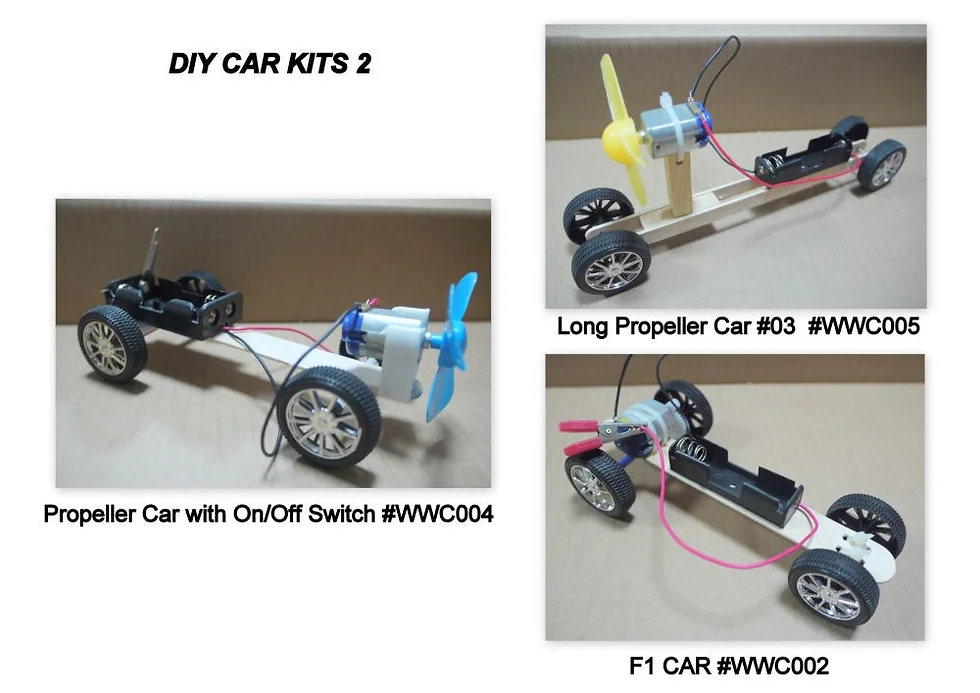 DIY CAR KITS 2
Long Propeller Car #03  #WWC005
Propeller Car with On/Off Switch #WWC004
F1 CAR #WWC002